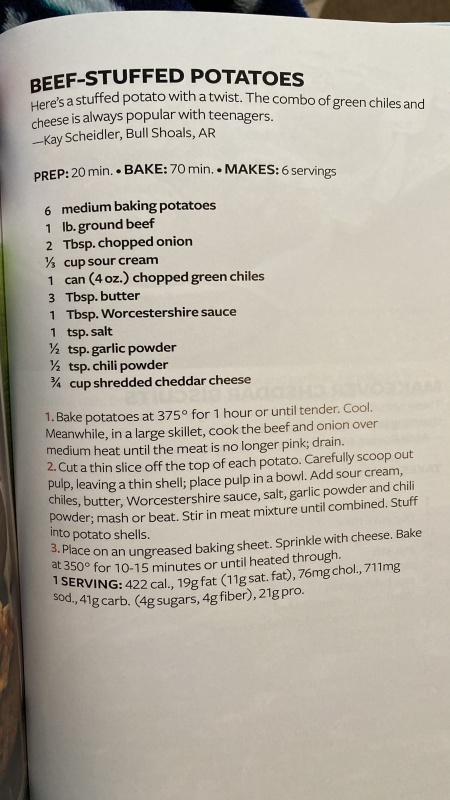 BEEF-STUFFED POTATOES
Here's a stuffed potato with a twist. The combo of green chiles and
cheese is always popular with teenagers.
—Kay Scheidler, Bull Shoals, AR
PREP: 20 min. • BAKE: 70 min. • MAKES: 6 servings
6 medium baking potatoes
1 lb. ground beef
2 Tbsp. chopped onion
⅓ cup sour cream
1 can (4 oz.) chopped green chiles
3 Tbsp. butter
1 Tbsp. Worcestershire sauce
1 tsp. salt
½ tsp. garlic powder
½ tsp. chili powder
¾ cup shredded cheddar cheese
1. Bake potatoes at 375° for 1 hour or until tender. Cool.
Meanwhile, in a large skillet, cook the beef and onion over
medium heat until the meat is no longer pink; drain.
2. Cut a thin slice off the top of each potato. Carefully scoop out
pulp, leaving a thin shell; place pulp in a bowl. Add sour cream,
chiles, butter, Worcestershire sauce, salt, garlic powder and chili
powder; mash or beat. Stir in meat mixture until combined. Stuff
into potato shells.
3. Place on an ungreased baking sheet. Sprinkle with cheese. Bake
at 350° for 10-15 minutes or until heated through.
1 SERVING: 422 cal., 19g fat (11g sat. fat), 76mg chol., 711mg
sod., 41g carb. (4g sugars, 4g fiber), 21g pro.